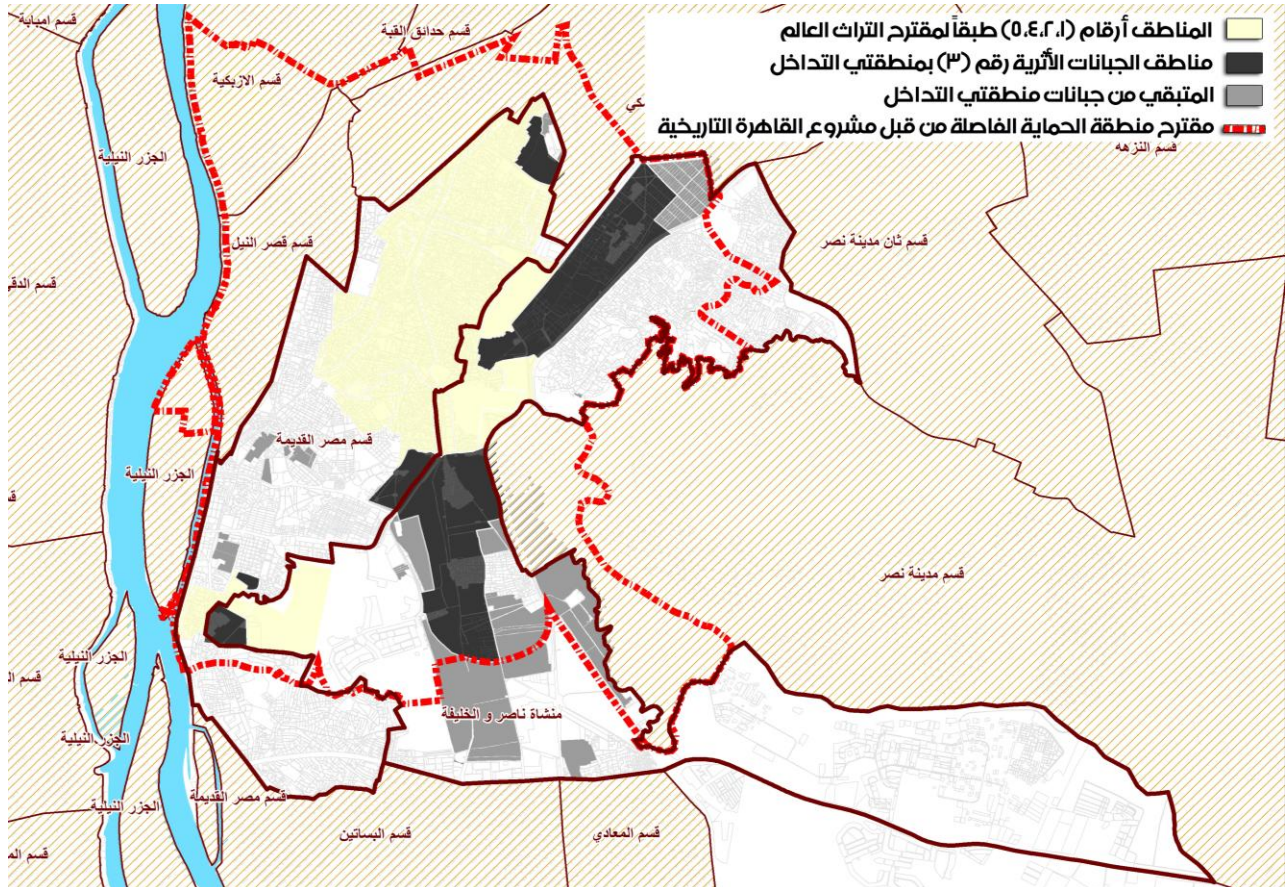 المناطق أرقام (٥،٤،٢،١) طبقاً لمقترح التراث العالم
مناطق الجبانات الأثرية رقم (٣) بمنطقتي التداخل
المتبقي من جبانات منطقتي التداخل
مقترح منطقة الحماية الفاصلة من قبل مشروع القاهرة التاريخية
قسم امبابة
قسم حدائق القبة
قسم الازبكية
قسم النزهه
الجزر النيلية
قسم قصر النيل
قسم ثان مدينة نصر
قسم مصر القديمة
الجزر النيلية
قسم مدينة نصر
الجزر النيلية
منشاة ناصر و الخليفة
الجزر النيلية
الجزر النيلية
قسم مصر القديمة
قسم البساتين
قسم المعادي